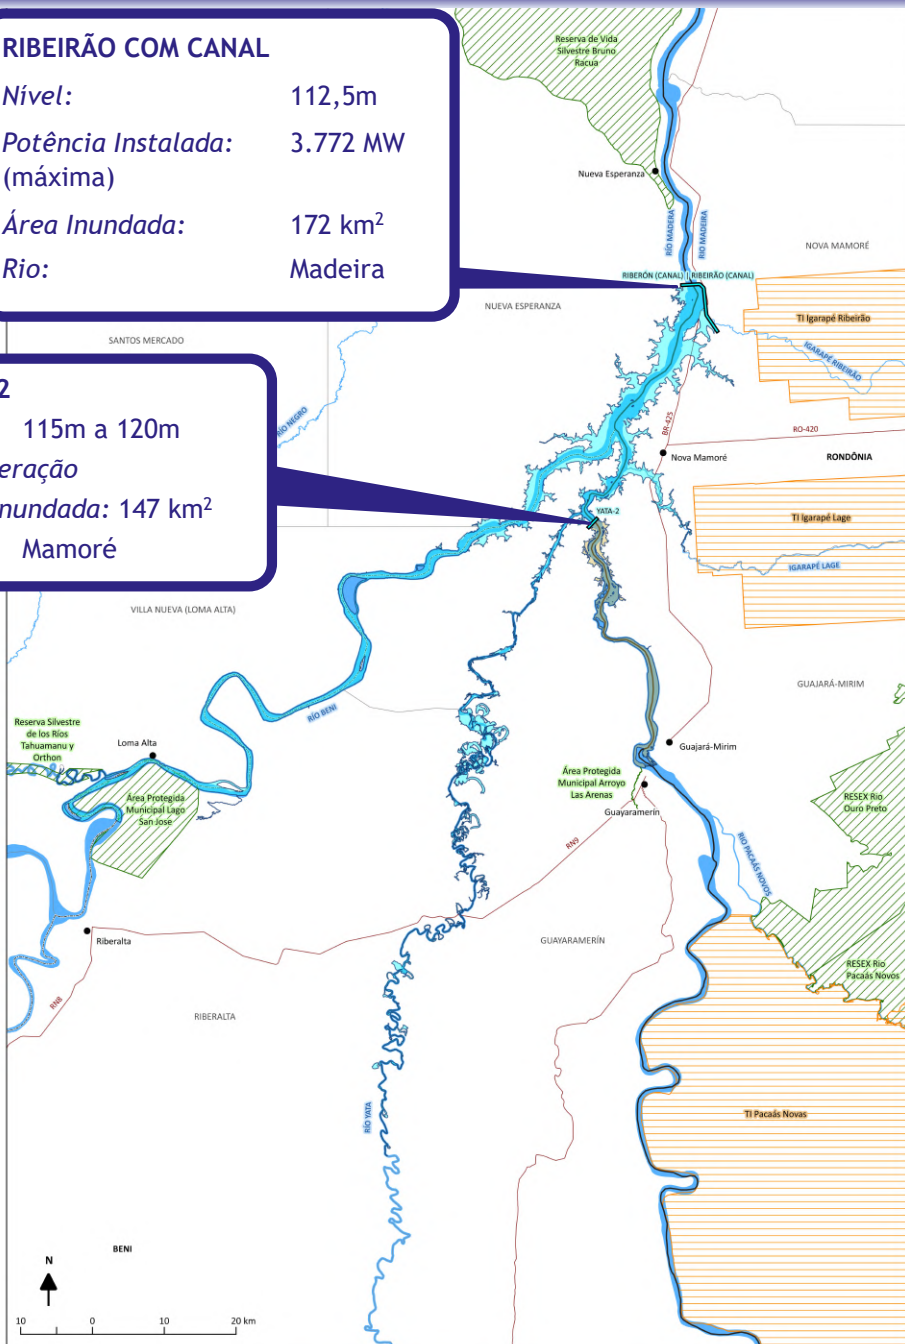 RIBEIRÃO COM CANAL
Nível: 112,5m
Potência Instalada: 3.772 MW
(máxima)
Área Inundada: 172 km²
Rio: Madeira
2
115m a 120m
eração
nundada: 147 km²
Mamoré
Reserva de Vida
Silvestre Bruno
Racua
Nueva Esperanza
RÍO MADERA
RIO MADEIRA
NOVA MAMORÉ
RIBERÓN (CANAL) | RIBEIRÃO (CANAL)
NUEVA ESPERANZA
TI Igarapé Ribeirão
SANTOS MERCADO
IGARAPÉ RIBEIRÃO
RÍO NEGRO
BR-425
RO-420
Nova Mamoré
RONDÔNIA
YATA-2
TI Igarapé Lage
IGARAPÉ LAGE
VILLA NUEVA (LOMA ALTA)
GUAJARÁ-MIRIM
RÍO BENI
Reserva Silvestre
de los Ríos
Tahuamanu y
Orthon
Loma Alta
Guajará-Mirim
Área Protegida
Municipal Arroyo
Las Arenas
Área Protegida
Municipal Lago
San Jose
RESEX Rio
Ouro Preto
Guayaramerín
RIO PACAÁS NOVOS
RN9
Riberalta
GUAYARAMERÍN
RESEX Rio
Pacaás Novos
RN8
RIBERALTA
TI Pacaás Novas
RÍO YATA
BENI
N
10 0 10 20 km